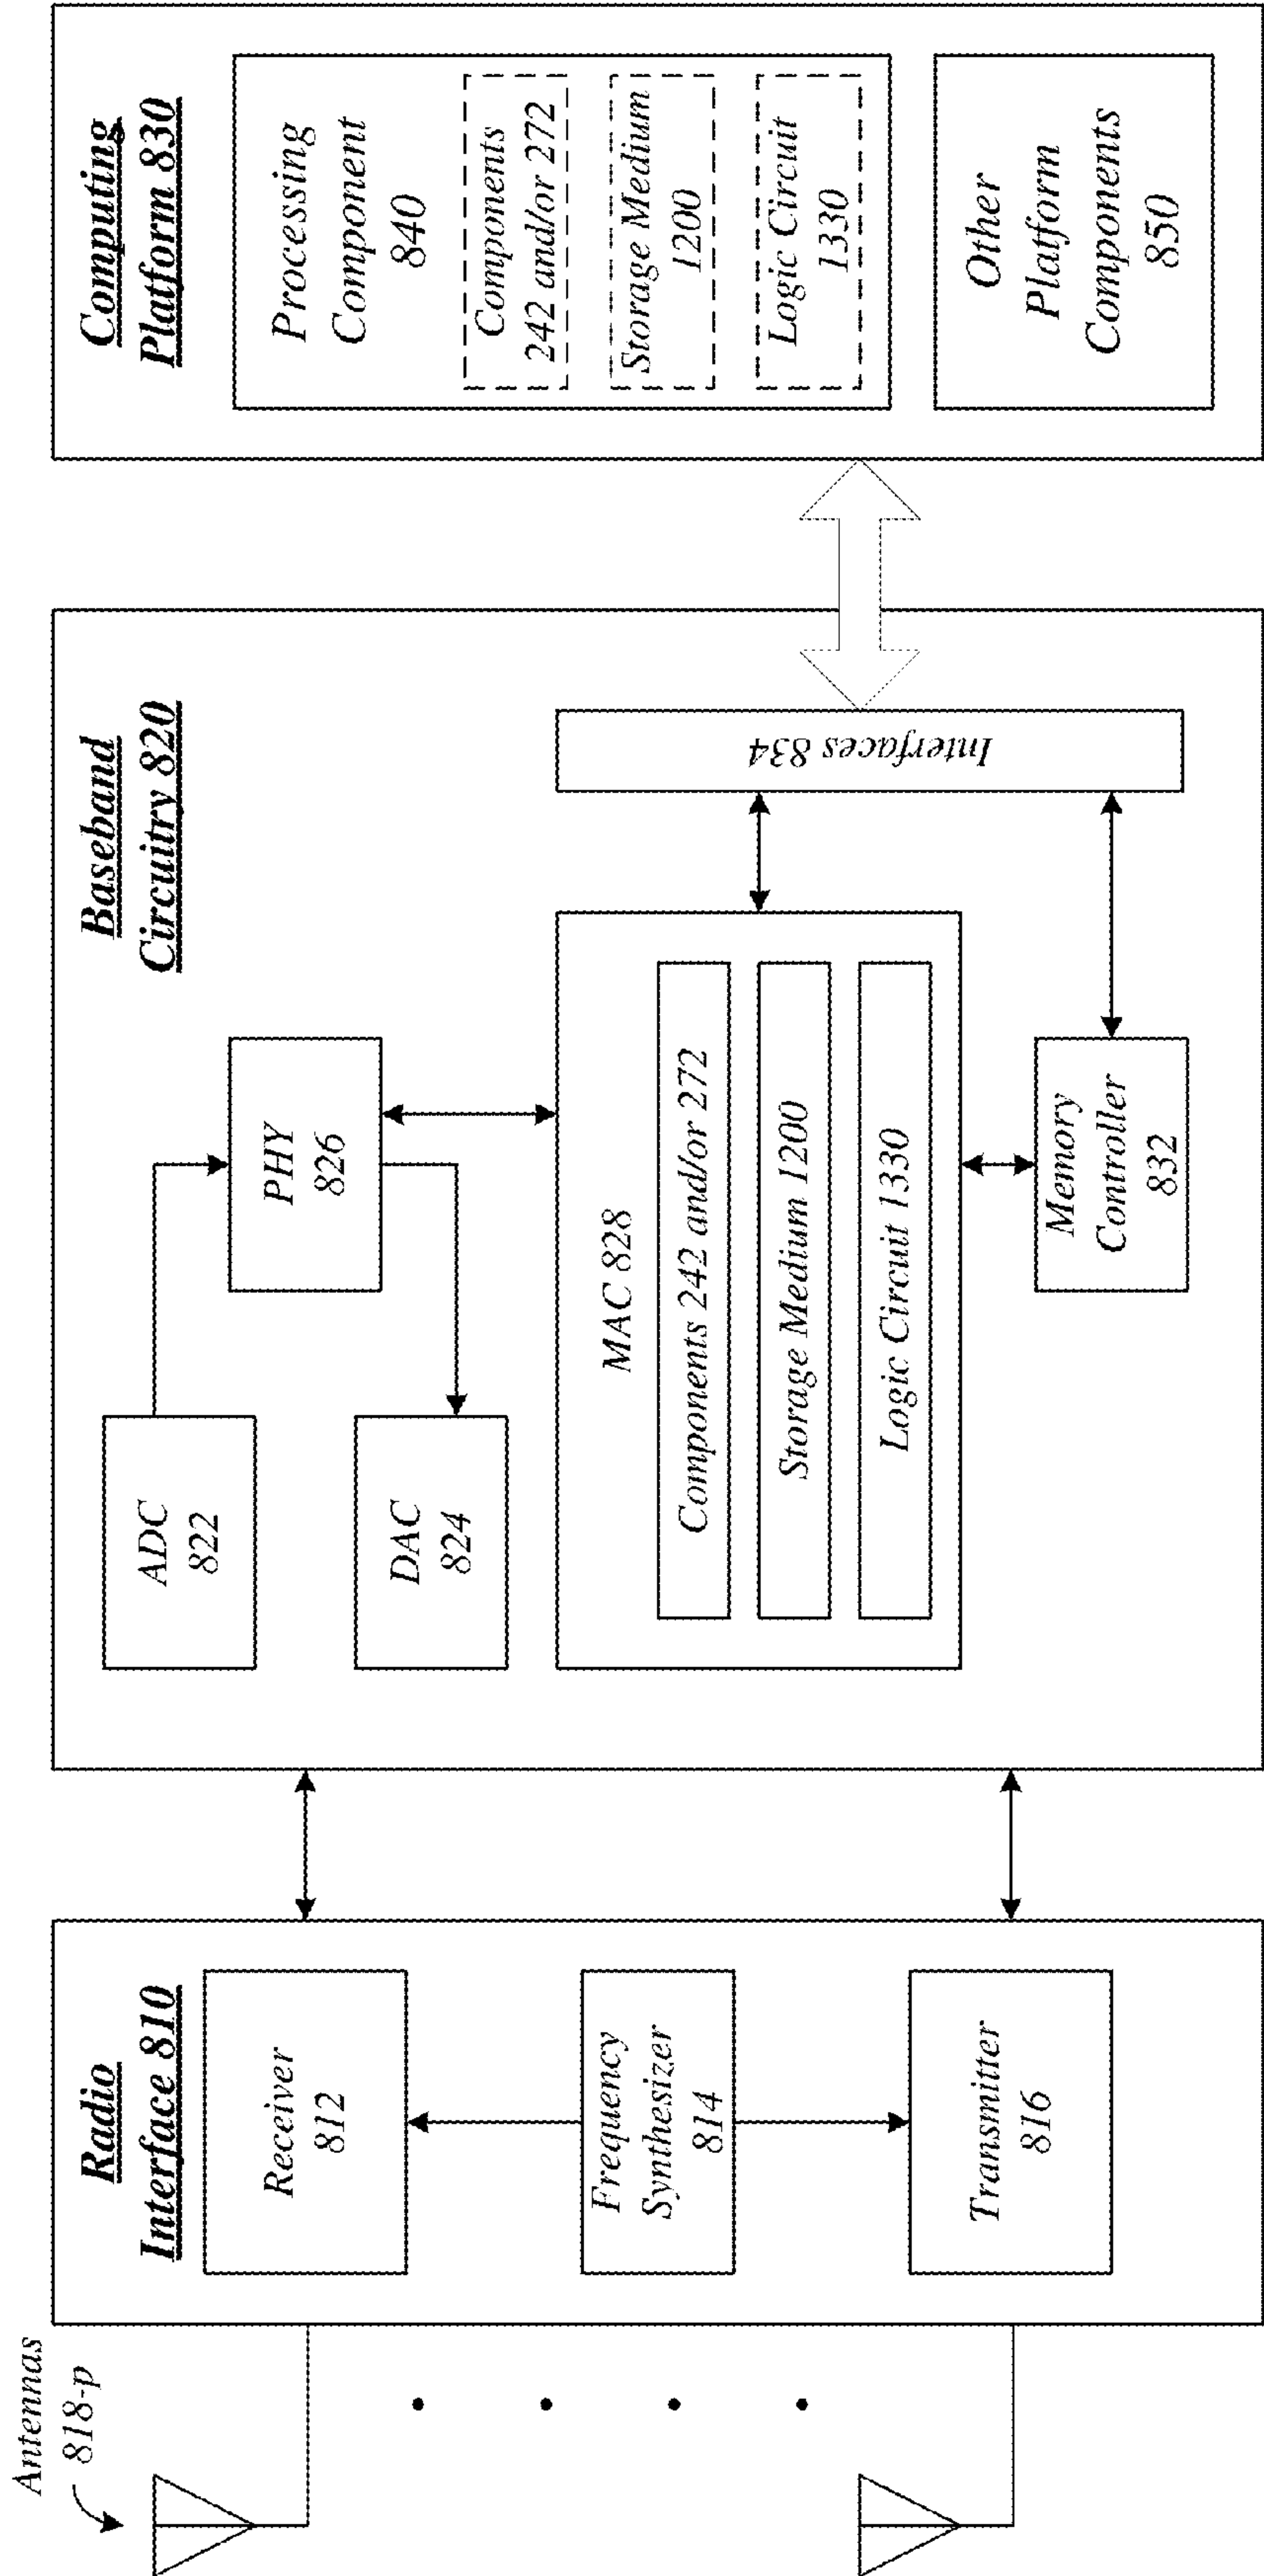 Antennas
818-p
Radio
Interface 810
Receiver
812
Frequency
Synthesizer
814
Transmitter
816
Baseband
Circuitry 820
ADC
822
PHY
826
DAC
824
MAC 828
Components 242 and/or 272
Storage Medium 1200
Logic Circuit 1330
Memory
Controller
832
Interfaces 834
Computing
Platform 830
Processing
Component
840
Components
242 and/or 272
Storage Medium
1200
Logic Circuit
1330
Other
Platform
Components
850